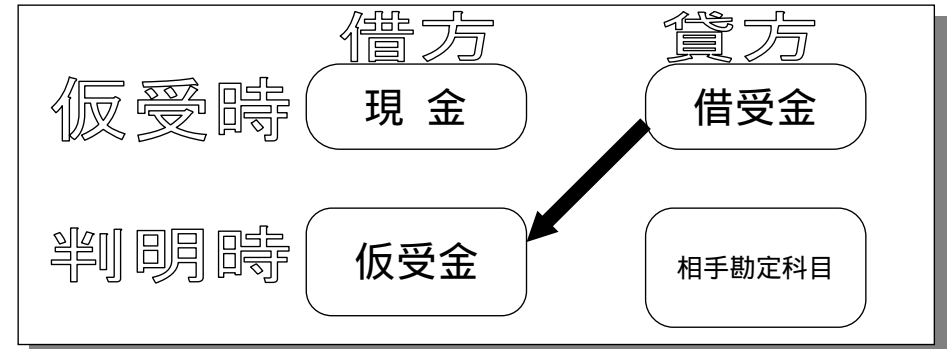 借方 貸方
仮受時 現 金 借受金
判明時 仮受金 相手勘定科目